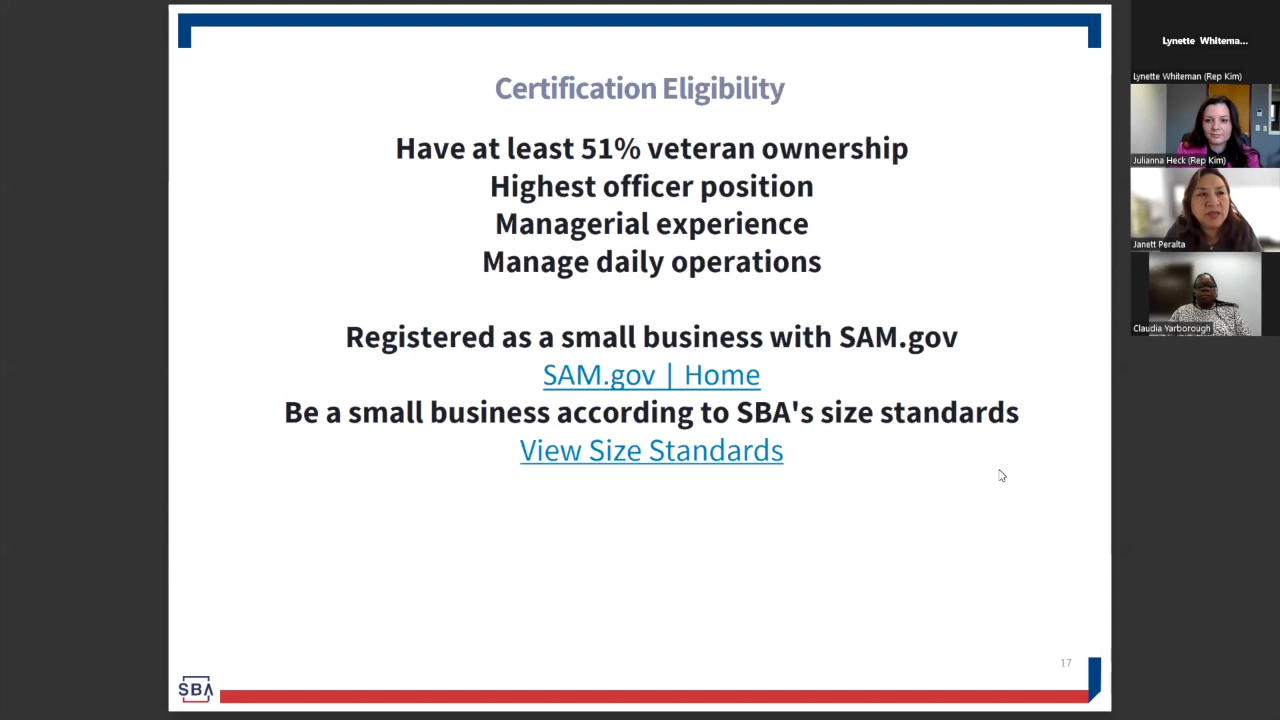 Certification Eligibility
Have at least 51% veteran ownership
Highest officer position
Managerial experience
Manage daily operations
Registered as a small business with SAM.gov
SAM.gov | Home
Be a small business according to SBA's size standards
View Size Standards
17
SBA
Lynette Whitema...
Lynette Whiteman (Rep Kim)
Julianna Heck (Rep Kim)
Janett Peralta
Claudia Yarborough